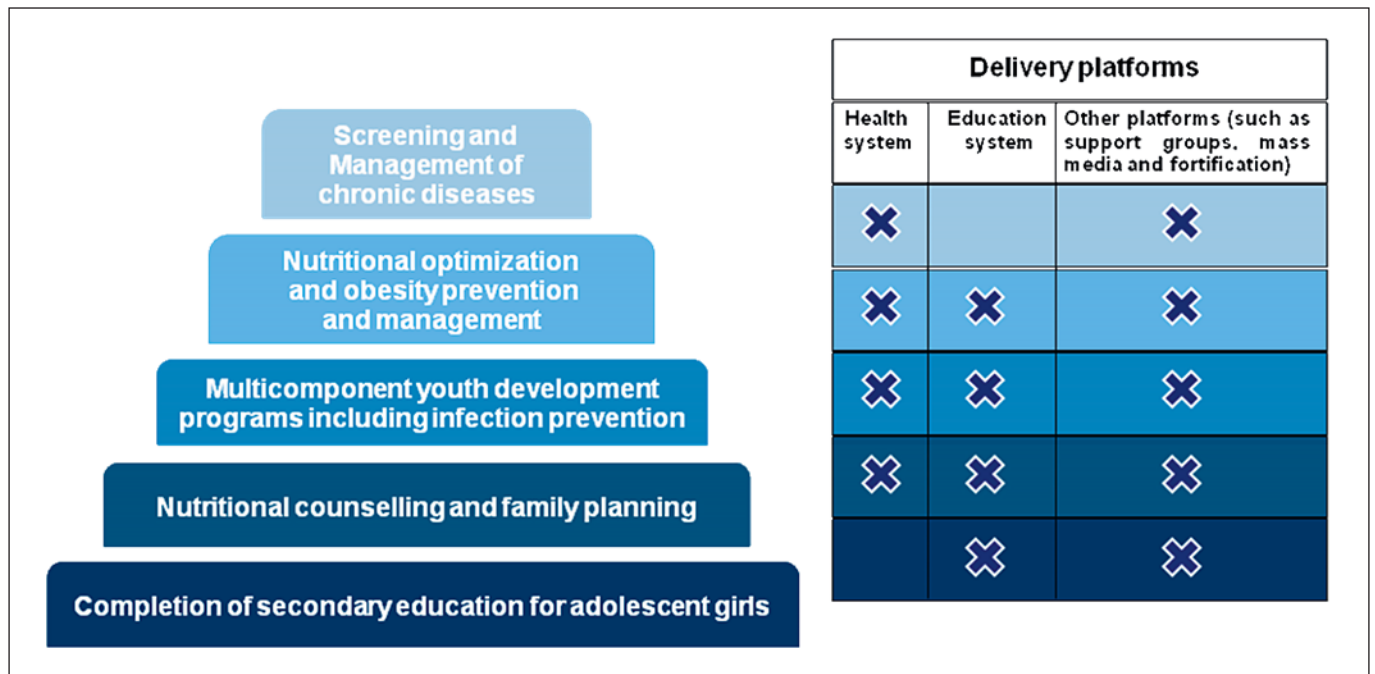 Screening and
Management of
chronic diseases
Nutritional optimization
and obesity prevention
and management
Multicomponent youth development
programs including infection prevention
Nutritional counselling and family planning
Completion of secondary education for adolescent girls
Delivery platforms
Health
system
Education
system
Other platforms (such as
support groups, mass
media and fortification)